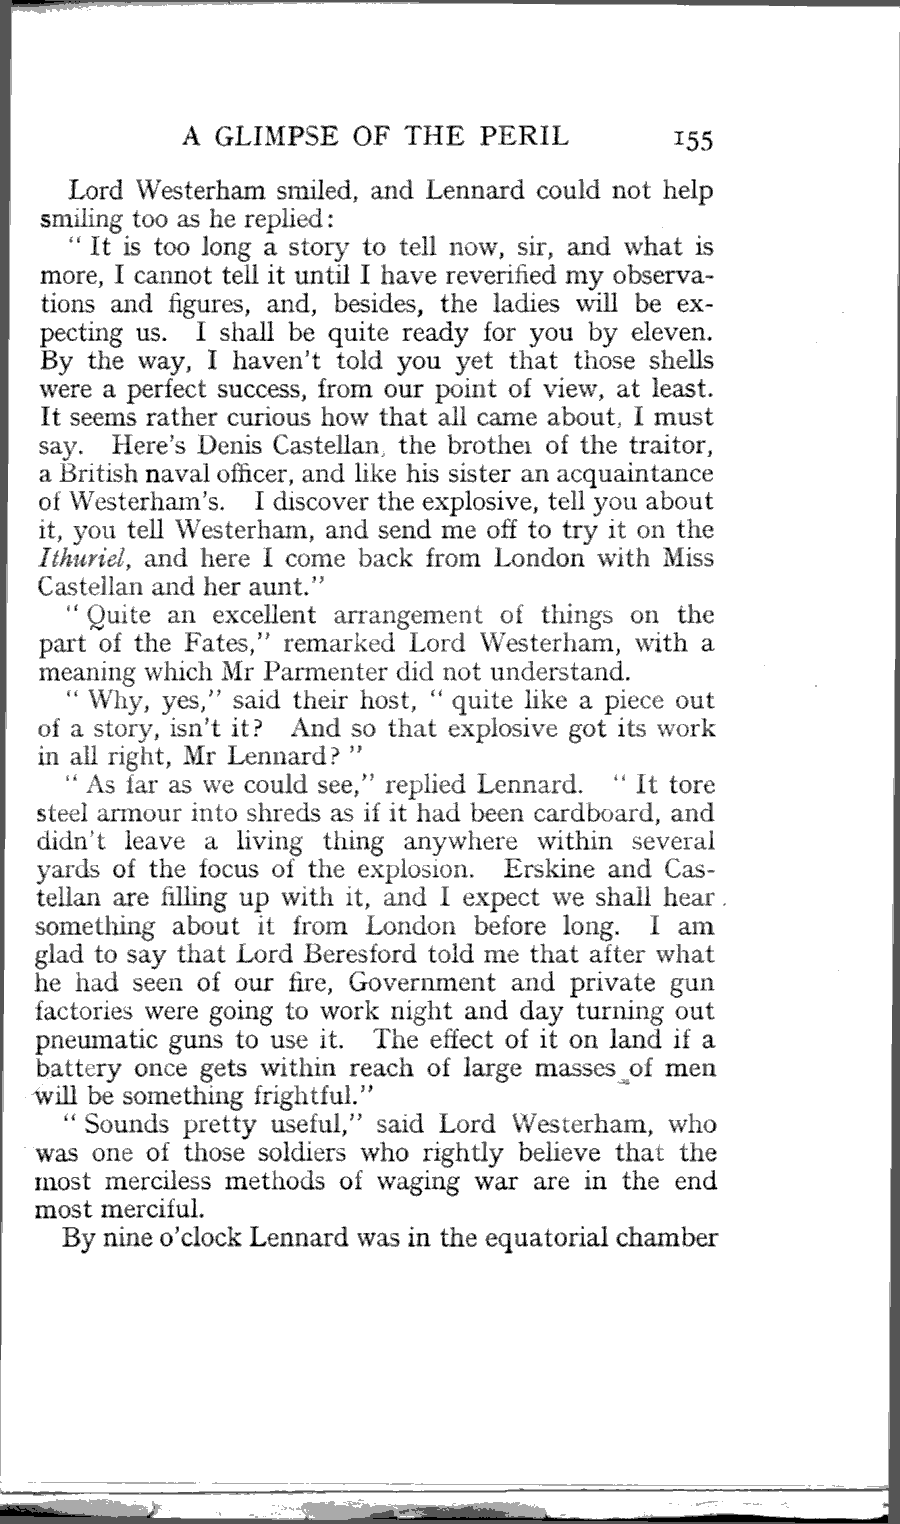 A GLIMPSE OF THE PERIL 155
Lord Westerham smiled, and Lennard could not help
smiling too as he replied:
“ It is too long a story to tell now, sir, and what is
more, I cannot tell it until I have reverified my observa-
tions and figures, and, besides, the ladies will be ex-
pecting us. I shall be quite ready for you by eleven.
By the way, I haven't told you yet that those shells
were a perfect success, from our point of view, at least.
It seems rather curious how that all came about, I must
say. Here's Denis Castellan, the brother of the traitor,
a British naval officer, and like his sister an acquaintance
of Westerham's. I discover the explosive, tell you about
it, you tell Westerham, and send me off to try it on the
Ithuriel, and here I come back from London with Miss
Castellan and her aunt.”
“ Quite an excellent arrangement of things on the
part of the Fates,” remarked Lord Westerham, with a
meaning which Mr Parmenter did not understand.
“ Why, yes,” said their host, “ quite like a piece out
of a story, isn't it? And so that explosive got its work
in all right, Mr Lennard? ”
“ As far as we could see,” replied Lennard. “ It tore
steel armour into shreds as if it had been cardboard, and
didn't leave a living thing anywhere within several
yards of the focus of the explosion. Erskine and Cas-
tellan are filling up with it, and I expect we shall hear
something about it from London before long. I am
glad to say that Lord Beresford told me that after what
he had seen of our fire, Government and private gun
factories were going to work night and day turning out
pneumatic guns to use it. The effect of it on land if a
battery once gets within reach of large masses of men
will be something frightful.”
“ Sounds pretty useful,” said Lord Westerham, who
was one of those soldiers who rightly believe that the
most merciless methods of waging war are in the end
most merciful.
By nine o'clock Lennard was in the equatorial chamber